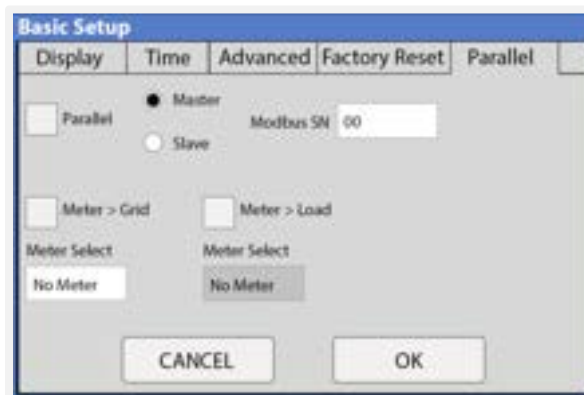 Basic Setup
Display Time Advanced Factory Reset Parallel
Parallel
Master
Slave
Modbus SN 00
Meter > Grid Meter > Load
Meter Select Meter Select
No Meter No Meter
CANCEL OK